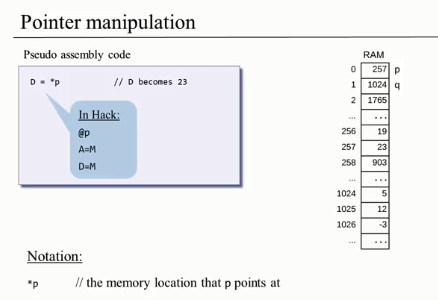 Pointer manipulation
Pseudo assembly code
D = *p // D becomes 23
In Hack:
@p
A=M
D=M
RAM
0 257 p
1 1024 q
2 1765
... ...
256 19
257 23
258 903
... ...
1024 5
1025 12
1026 -3
... ...
Notation:
*p // the memory location that p points at